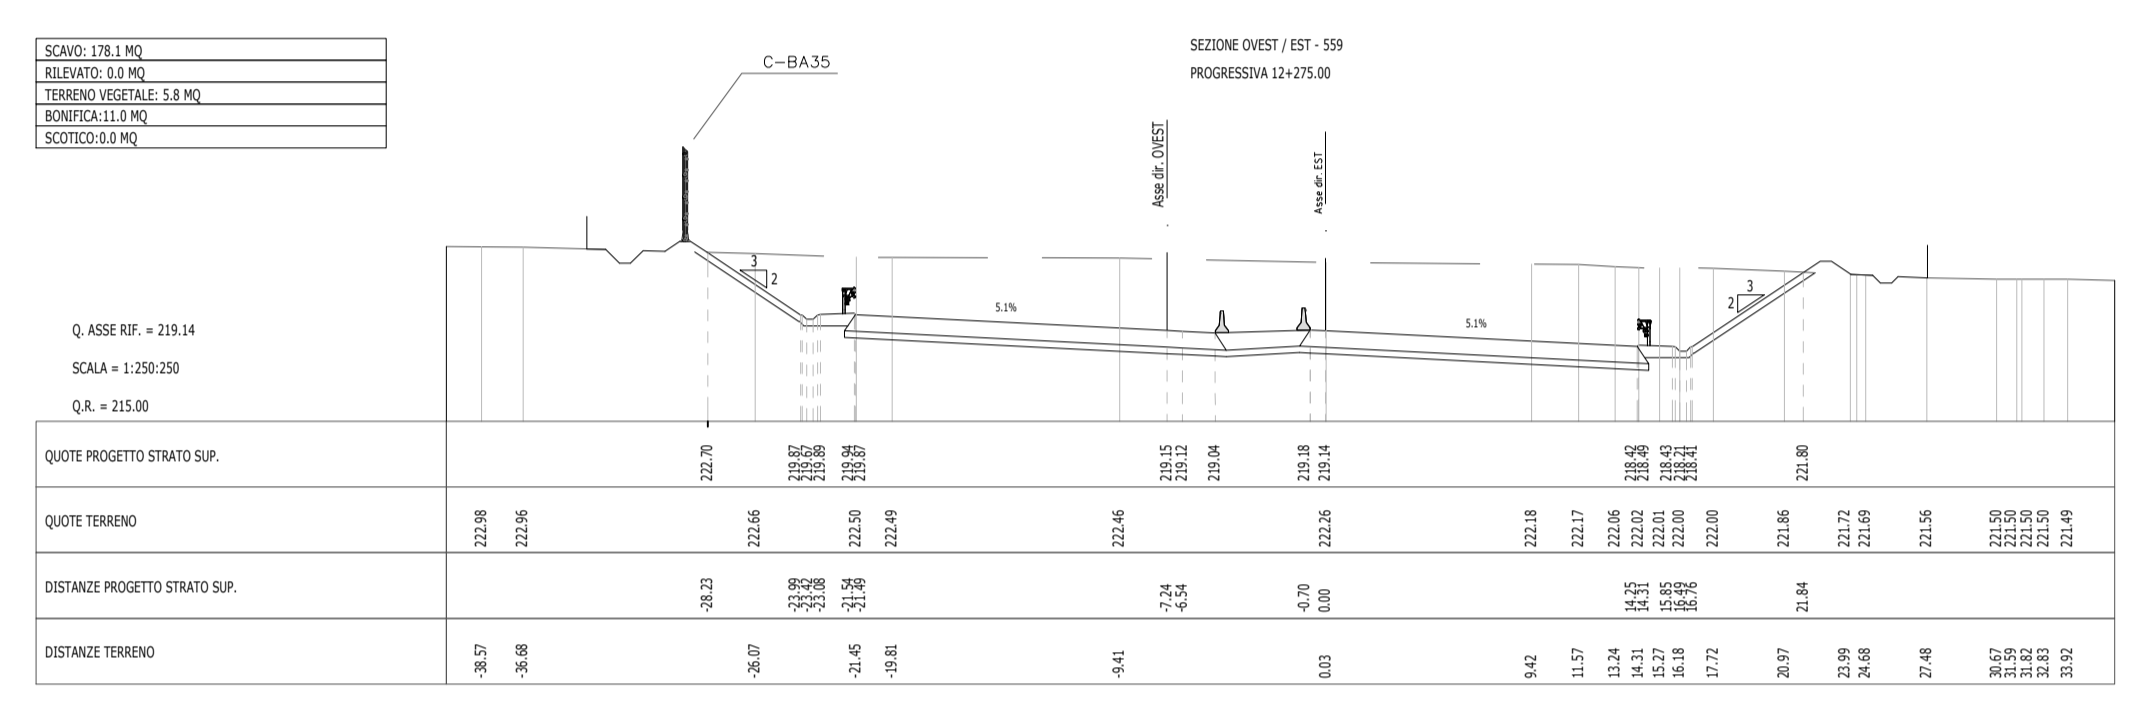 SCAVO: 178.1 MQ
RILEVATO: 0.0 MQ
TERRENO VEGETALE: 5.8 MQ
BONIFICA:11.0 MQ
SCOTICO:0.0 MQ
C-BA35
SEZIONE OVEST / EST - 559
PROGRESSIVA 12+275.00
Asse dir. OVEST
Asse dir. EST
3
2
5.1%
5.1%
3
2
Q. ASSE RIF. = 219.14
SCALA = 1:250:250
Q.R. = 215.00
QUOTE PROGETTO STRATO SUP. 222.70 219.87 219.67 219.89 219.94 219.87 219.15 219.12 219.04 219.18 219.14 218.42 218.49 218.43 218.21 218.41 221.80
QUOTE TERRENO 222.98 222.96 222.66 222.50 222.49 222.46 222.26 222.18 222.17 222.06 222.02 222.01 222.00 222.00 221.86 221.72 221.69 221.56 221.50 221.50 221.50 221.50 221.49
DISTANZE PROGETTO STRATO SUP. -28.23 -23.99 -23.42 -23.08 -21.54 -21.49 -7.24 -6.54 -0.70 0.00 14.25 14.31 15.85 16.49 16.76 21.84
DISTANZE TERRENO -38.57 -36.68 -26.07 -21.45 -19.81 -9.41 0.03 9.42 11.57 13.24 14.31 15.27 16.18 17.72 20.97 23.99 24.68 27.48 30.67 31.59 31.82 32.83 33.92